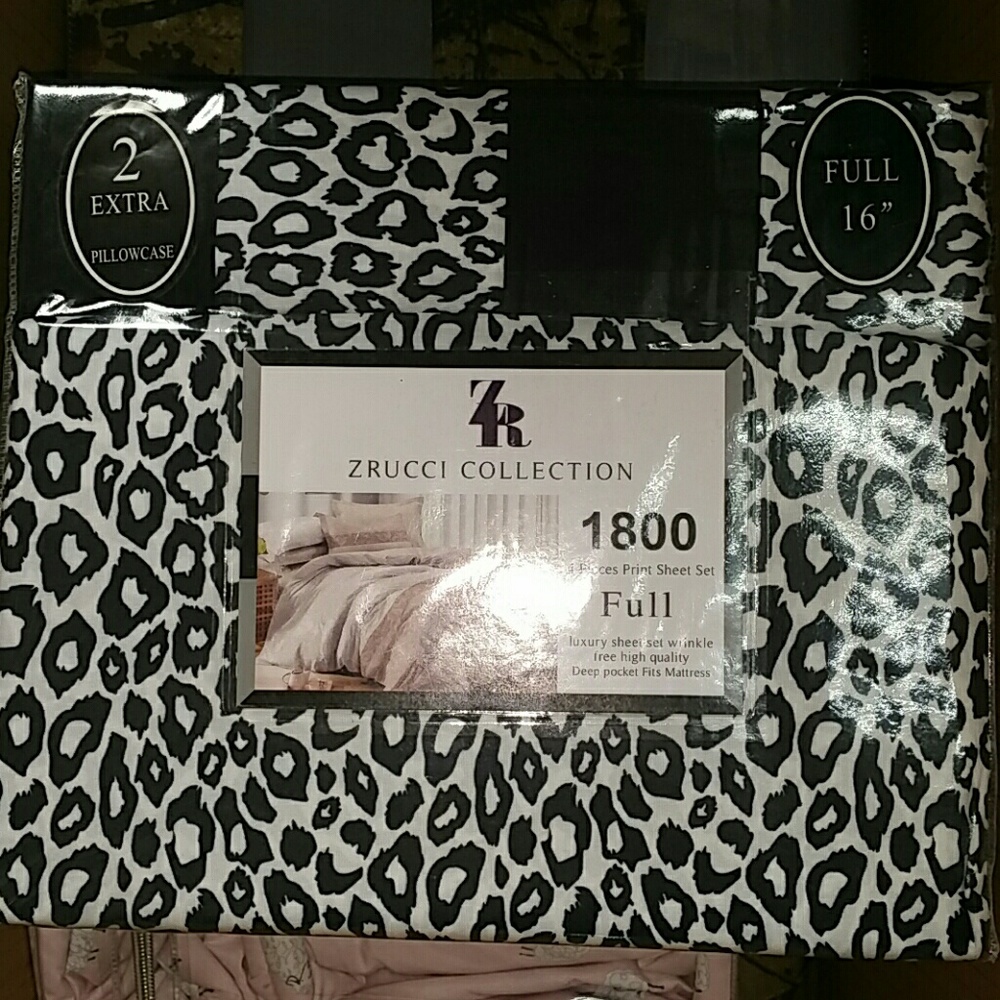 2
EXTRA
PILLOWCASE
FULL
16”
ZR
ZRUCCI COLLECTION
1800
Pieces Print Sheet Set
Full
luxury sheet set wrinkle
free high quality
Deep pocket Fits Mattress